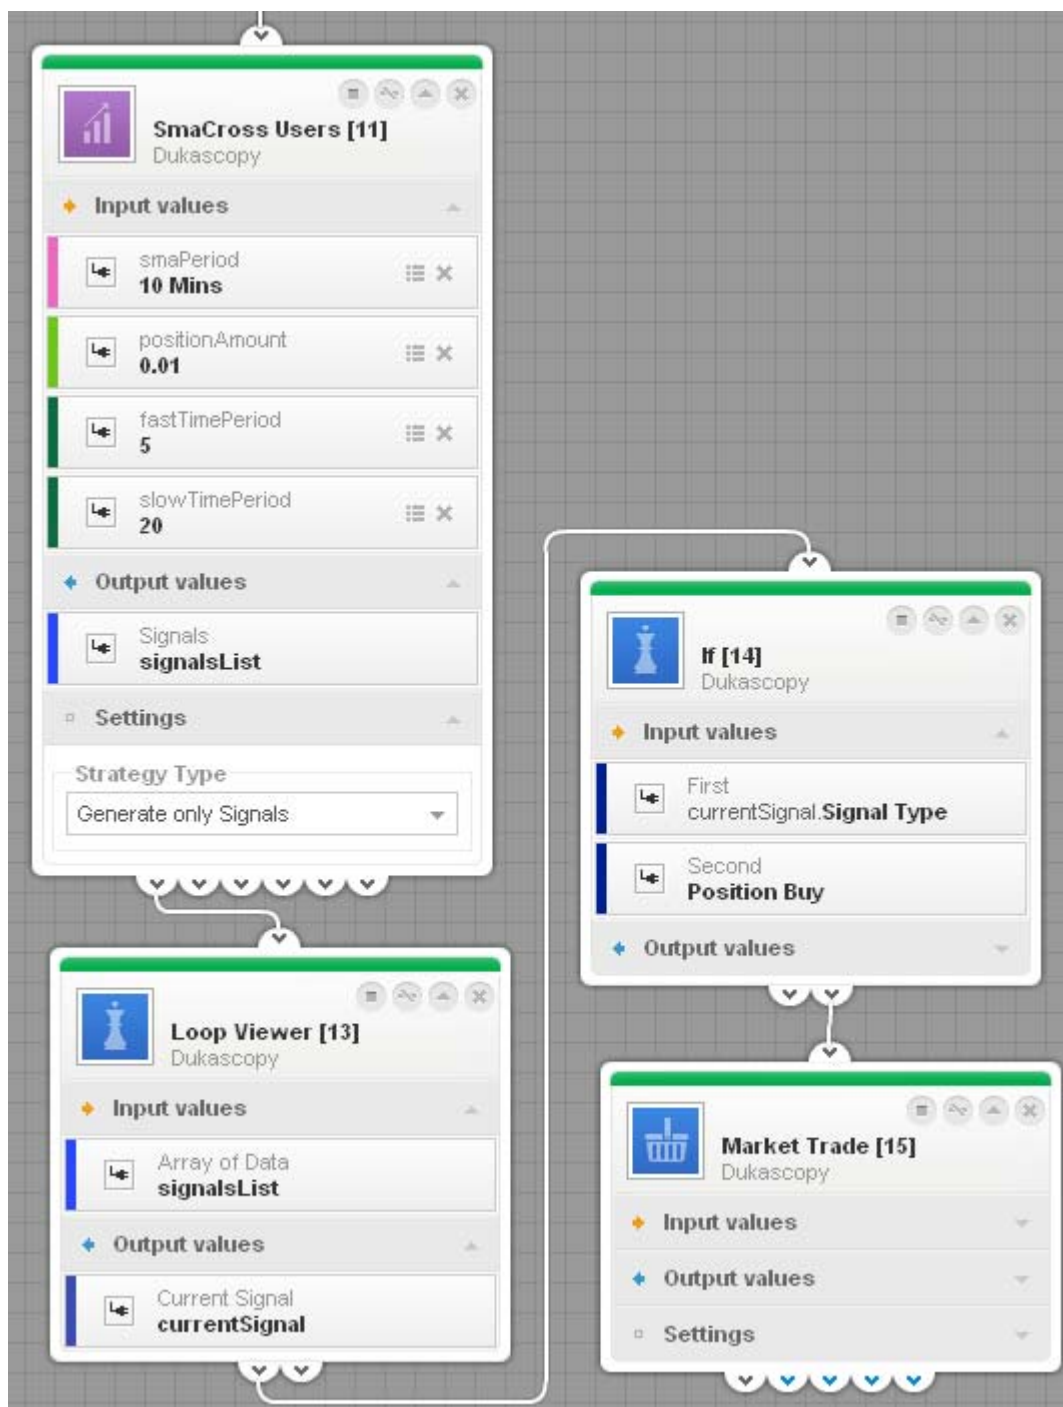 SmaCross Users [11]
Dukascopy
Input values
smaPeriod
10 Mins
positionAmount
0.01
fastTimePeriod
5
slowTimePeriod
20
Output values
Signals
signalsList
Settings
Strategy Type
Generate only Signals
Loop Viewer [13]
Dukascopy
Input values
Array of Data
signalsList
Output values
Current Signal
currentSignal
If [14]
Dukascopy
Input values
First
currentSignal.Signal Type
Second
Position Buy
Output values
Market Trade [15]
Dukascopy
Input values
Output values
Settings